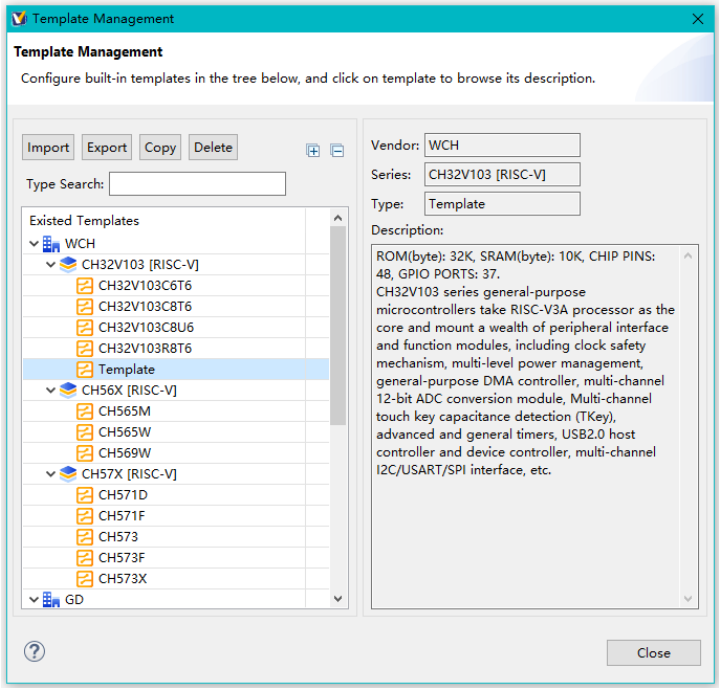 Template Management
Template Management
Configure built-in templates in the tree below, and click on template to browse its description.
Import
Export
Copy
Delete
Type Search:
Existed Templates
WCH
CH32V103 [RISC-V]
CH32V103C6T6
CH32V103C8T6
CH32V103C8U6
CH32V103R8T6
Template
CH56X [RISC-V]
CH565M
CH565W
CH569W
CH57X [RISC-V]
CH571D
CH571F
CH573
CH573F
CH573X
GD
Vendor: WCH
Series: CH32V103 [RISC-V]
Type: Template
Description:
ROM(byte): 32K, SRAM(byte): 10K, CHIP PINS:
48, GPIO PORTS: 37.
CH32V103 series general-purpose
microcontrollers take RISC-V3A processor as the
core and mount a wealth of peripheral interface
and function modules, including clock safety
mechanism, multi-level power management,
general-purpose DMA controller, multi-channel
12-bit ADC conversion module, Multi-channel
touch key capacitance detection (TKey),
advanced and general timers, USB2.0 host
controller and device controller, multi-channel
I2C/USART/SPI interface, etc.
?
Close